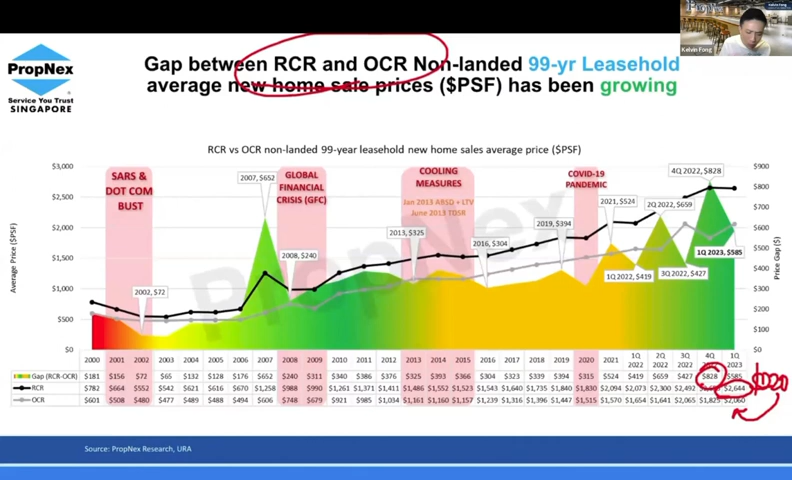 PropNex
Kelvin Fong
Kelvin Fong
PropNex
Service You Trust
SINGAPORE
Gap between RCR and OCR Non-landed 99-yr Leasehold
average new home sale prices ($PSF) has been growing
RCR vs OCR non-landed 99-year leasehold new home sales average price ($PSF)
$3,000
$2,500
$2,000
$1,500
$1,000
$500
$0
Average Price ($PSF)
SARS &
DOT COM
BUST
2002, $72
2007, $652
GLOBAL
FINANCIAL
CRISIS (GFC)
2008, $240
COOLING
MEASURES
Jan 2013 ABSD + LTV
June 2013 TDSR
2013, $325
2016, $304
2019, $394
COVID-19
PANDEMIC
2021, $524
1Q 2022, $419
2Q 2022, $659
3Q 2022, $427
4Q 2022, $828
1Q 2023, $585
PropNex
$900
$800
$700
$600
$500
$400
$300
$200
$100
$0
Price Gap ($)
2000 2001 2002 2003 2004 2005 2006 2007 2008 2009 2010 2011 2012 2013 2014 2015 2016 2017 2018 2019 2020 2021 1Q 2022 2Q 2022 3Q 2022 4Q 2022 1Q 2023
Gap (RCR-OCR) $181 $156 $72 $65 $132 $128 $176 $652 $240 $311 $340 $386 $376 $325 $393 $366 $304 $323 $339 $394 $315 $524 $419 $659 $427 $828 $585
RCR $782 $664 $552 $542 $621 $616 $670 $1,258 $988 $990 $1,261 $1,371 $1,411 $1,486 $1,552 $1,523 $1,543 $1,640 $1,735 $1,840 $1,830 $2,094 $2,073 $2,300 $2,492 $2,644
OCR $601 $508 $480 $477 $489 $488 $494 $606 $748 $679 $921 $985 $1,034 $1,161 $1,160 $1,157 $1,239 $1,316 $1,396 $1,447 $1,515 $1,570 $1,654 $1,641 $2,065 $1,825 $2,060
Source: PropNex Research, URA